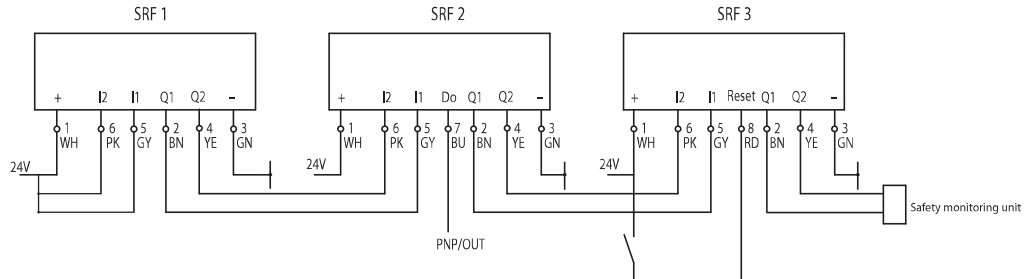 SRF 1 SRF 2 SRF 3
+ I2 I1 Q1 Q2 − + I2 I1 Do Q1 Q2 − + I2 I1 Reset Q1 Q2 −
1 6 5 2 4 3 1 6 5 7 2 4 3 1 6 5 8 2 4 3
WH PK GY BN YE GN WH PK GY BU BN YE GN WH PK GY RD BN YE GN
24V 24V 24V
Safety monitoring unit
PNP/OUT